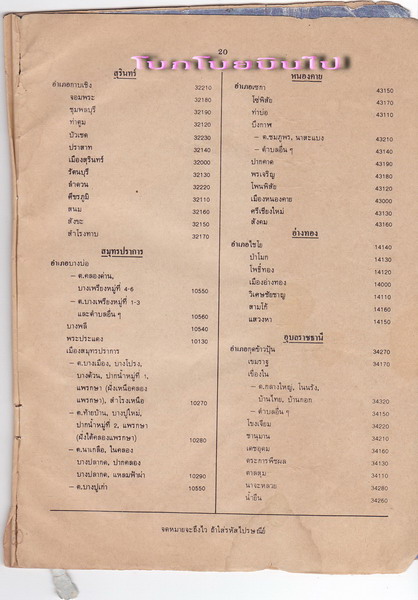 20
โบกโบยบินไป
สุรินทร์
อำเภอกาบเชิง 32210
จอมพระ 32180
ชุมพลบุรี 32190
ท่าตูม 32120
บัวเชด 32230
ปราสาท 32140
เมืองสุรินทร์ 32000
รัตนบุรี 32130
ลำดวน 32220
ศีขรภูมิ 32110
สนม 32160
สังขะ 32150
สำโรงทาบ 32170
สมุทรปราการ
อำเภอบางบ่อ
— ต.คลองด่าน,
บางเพรียงหมู่ที่ 4-6 10550
— ต.บางเพรียงหมู่ที่ 1-3
และตำบลอื่น ๆ 10560
บางพลี 10540
พระประแดง 10130
เมืองสมุทรปราการ
— ต.บางเมือง, บางโปรง,
บางด้วน, ปากน้ำหมู่ที่ 1,
แพรกษา (ฝั่งเหนือคลอง
แพรกษา), สำโรงเหนือ 10270
— ต.ท้ายบ้าน, บางปูใหม่,
ปากน้ำหมู่ที่ 2, แพรกษา
(ฝั่งใต้คลองแพรกษา) 10280
— ต.นาเกลือ, ในคลอง
บางปลากด, ปากคลอง
บางปลากด, แหลมฟ้าผ่า 10290
— ต.บางปูเก่า 10550
หนองคาย
อำเภอเซกา 43150
โซ่พิสัย 43170
ท่าบ่อ 43110
บึงกาฬ
— ต.ชมภูพร, นาสะแบง 43210
— ตำบลอื่น ๆ 43140
ปากคาด 43190
พรเจริญ 43180
โพนพิสัย 43120
เมืองหนองคาย 43000
ศรีเชียงใหม่ 43130
สังคม 43160
อ่างทอง
อำเภอไชโย 14140
ป่าโมก 14130
โพธิ์ทอง 14120
เมืองอ่างทอง 14000
วิเศษชัยชาญ 14110
สามโก้ 14160
แสวงหา 14150
อุบลราชธานี
อำเภอกุดข้าวปุ้น 34270
เขมราฐ 34170
เขื่องใน
— ต.กลางใหญ่, โนนรัง,
บ้านไทย, บ้านกอก 34320
— ตำบลอื่น ๆ 34150
โขงเจียม 34220
ชานุมาน 34210
เดชอุดม 34160
ตระการพืชผล 34130
ตาลสุม 34110
นาจะหลวย 34280
น้ำยืน 34260
จดหมายจะถึงไว ถ้าใส่รหัสไปรษณีย์